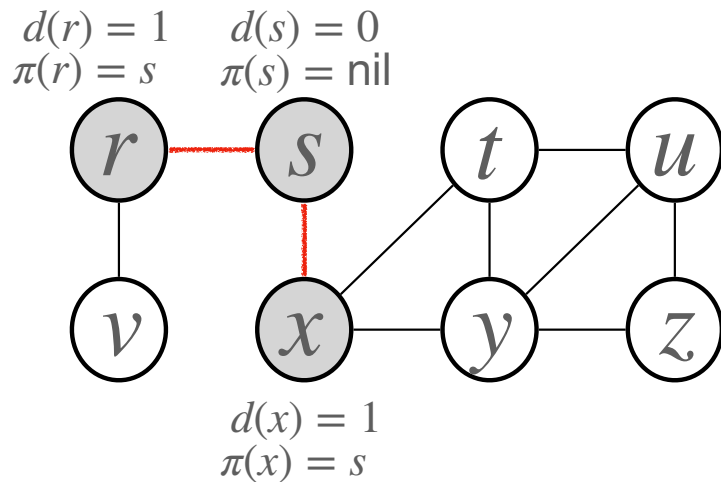 d(r) = 1
π(r) = s
d(s) = 0
π(s) = nil
r
s
t
u
v
x
y
z
d(x) = 1
π(x) = s